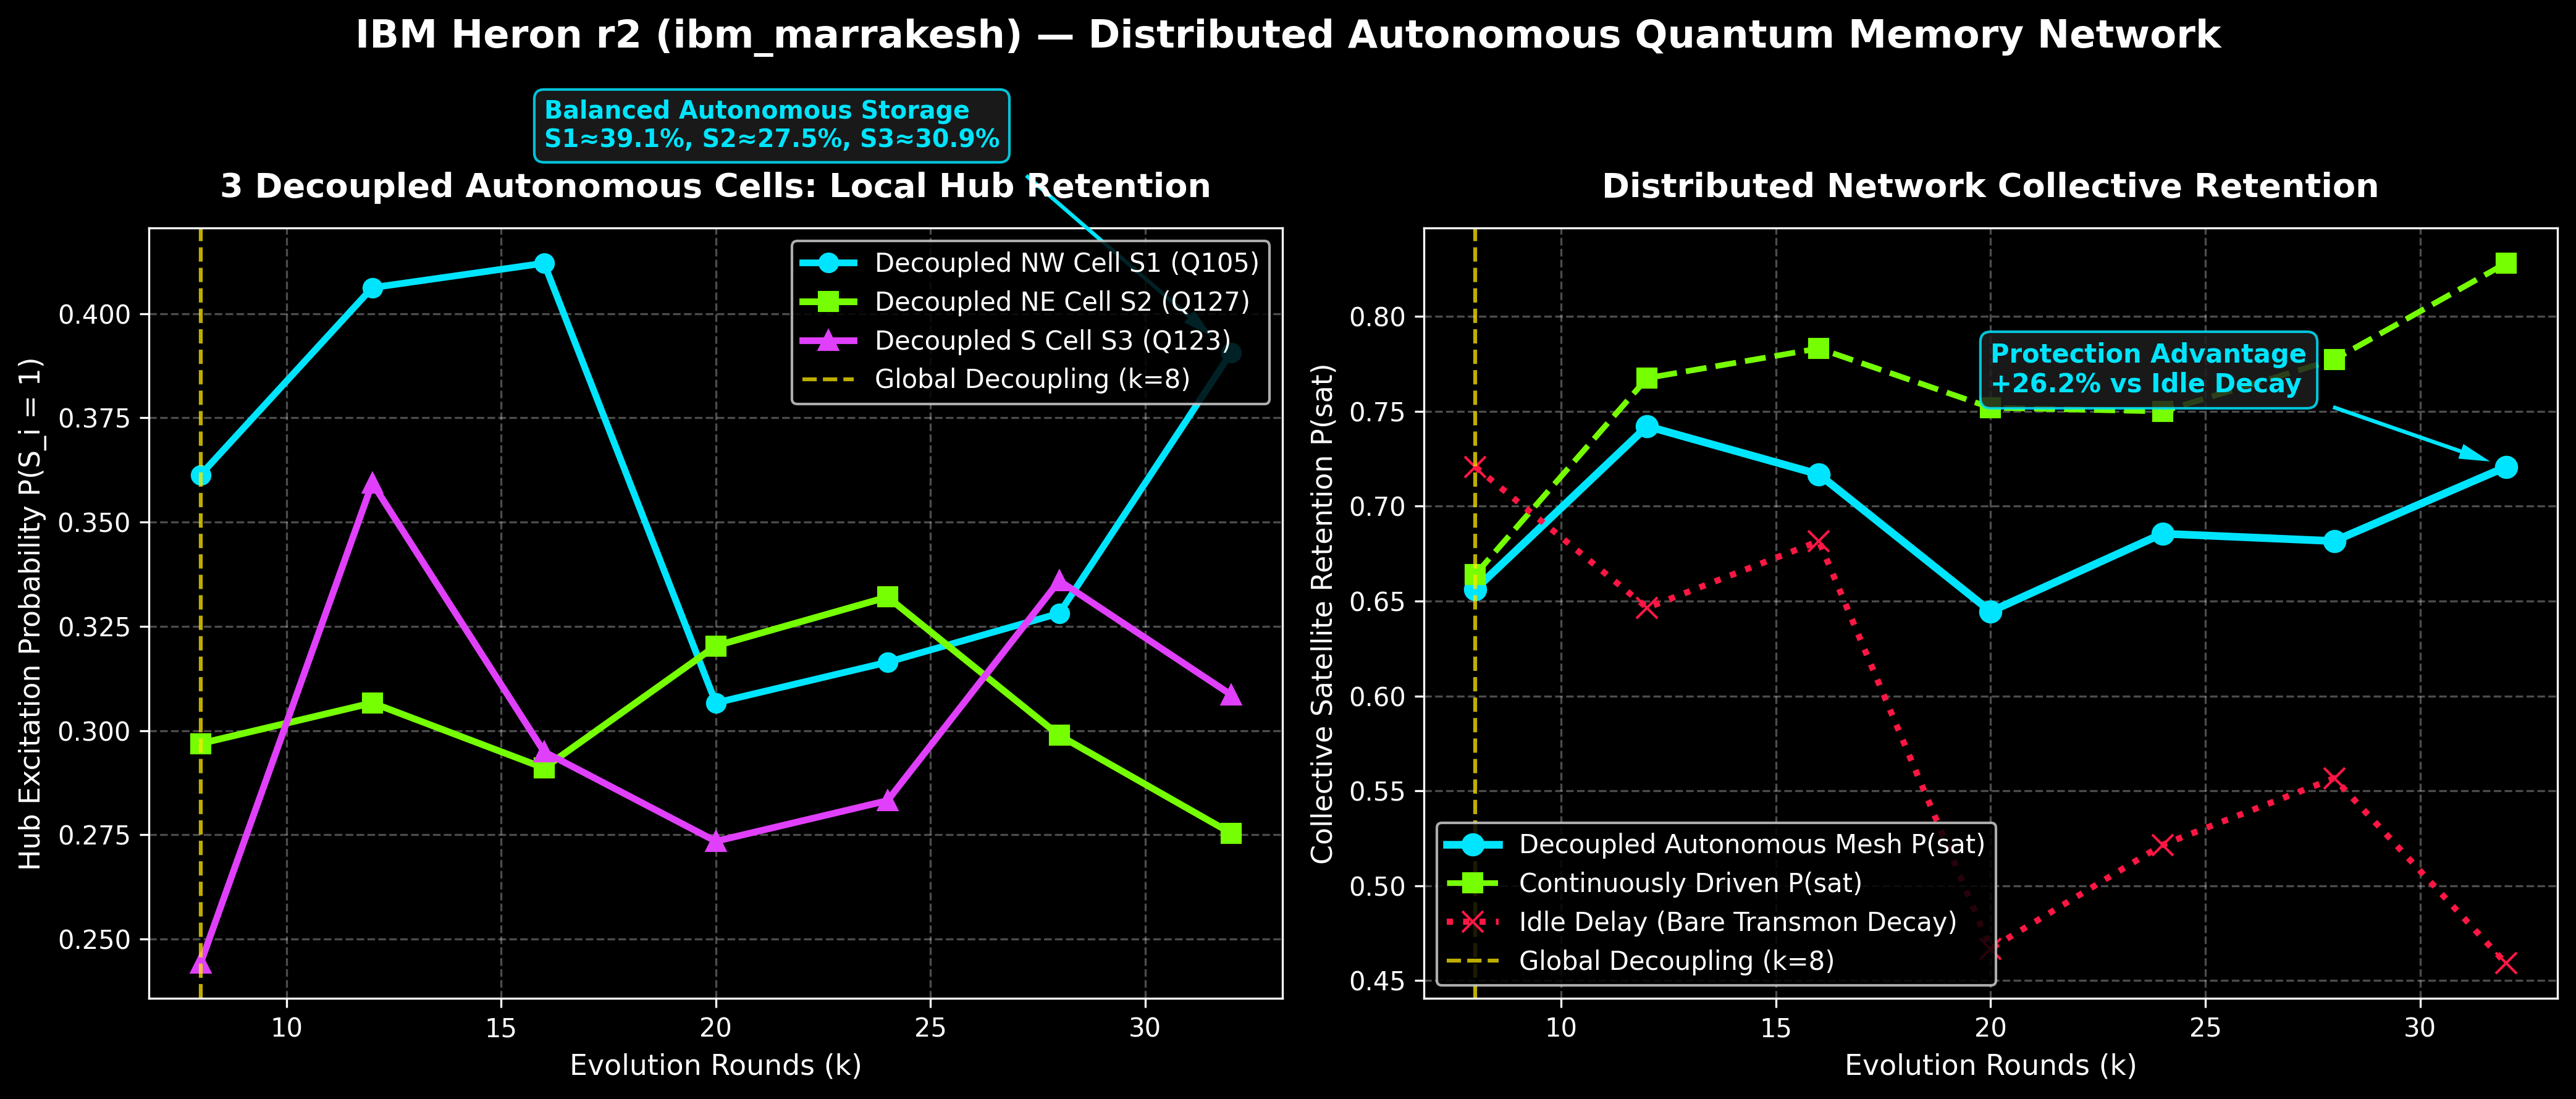 IBM Heron r2 (ibm_marrakesh) — Distributed Autonomous Quantum Memory Network
Balanced Autonomous Storage
S1≈39.1%, S2≈27.5%, S3≈30.9%
3 Decoupled Autonomous Cells: Local Hub Retention
Hub Excitation Probability P(S_i = 1)
0.400
0.375
0.350
0.325
0.300
0.275
0.250
Decoupled NW Cell S1 (Q105)
Decoupled NE Cell S2 (Q127)
Decoupled S Cell S3 (Q123)
Global Decoupling (k=8)
10 15 20 25 30
Evolution Rounds (k)
Distributed Network Collective Retention
Collective Satellite Retention P(sat)
0.80
0.75
0.70
0.65
0.60
0.55
0.50
0.45
Protection Advantage
+26.2% vs Idle Decay
Decoupled Autonomous Mesh P(sat)
Continuously Driven P(sat)
Idle Delay (Bare Transmon Decay)
Global Decoupling (k=8)
10 15 20 25 30
Evolution Rounds (k)